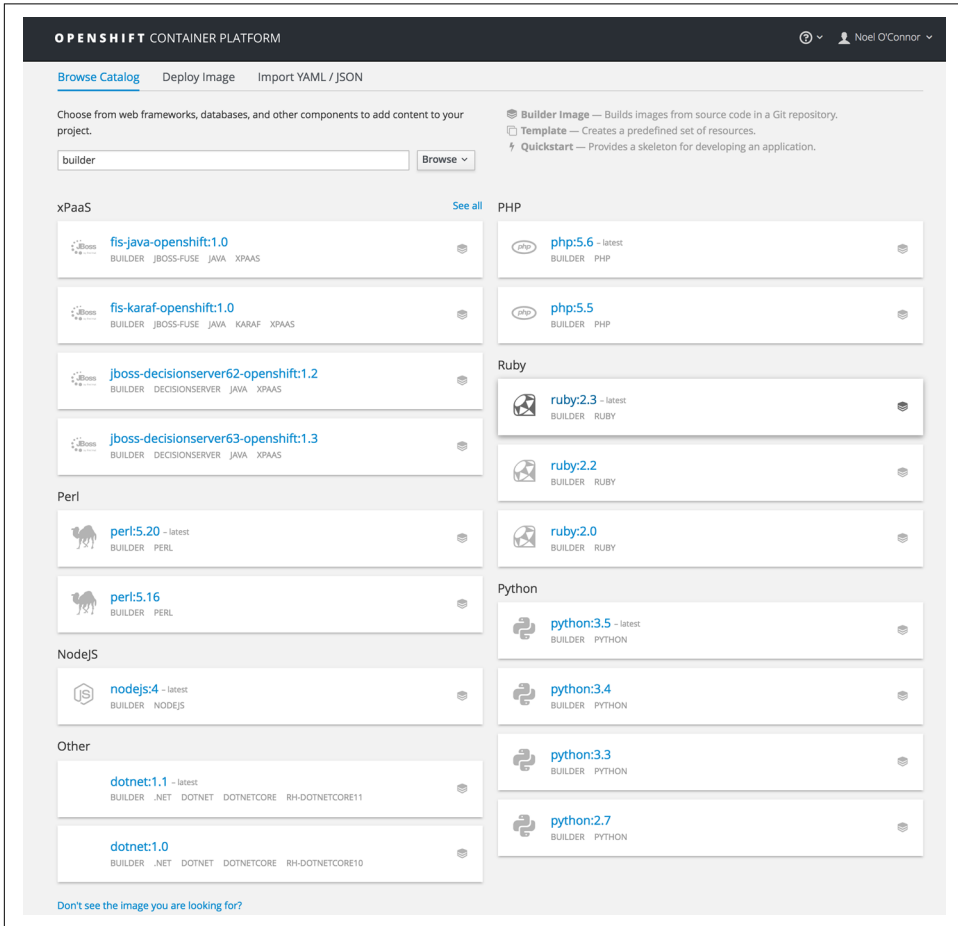 OPENSHIFT CONTAINER PLATFORM
Noel O'Connor
Browse Catalog Deploy Image Import YAML / JSON
Choose from web frameworks, databases, and other components to add content to your
project.
builder
Browse
Builder Image — Builds images from source code in a Git repository.
Template — Creates a predefined set of resources.
Quickstart — Provides a skeleton for developing an application.
xPaaS See all
JBoss
fis-java-openshift:1.0
BUILDER JBOSS-FUSE JAVA XPAAS
JBoss
fis-karaf-openshift:1.0
BUILDER JBOSS-FUSE JAVA KARAF XPAAS
JBoss
jboss-decisionserver62-openshift:1.2
BUILDER DECISIONSERVER JAVA XPAAS
JBoss
jboss-decisionserver63-openshift:1.3
BUILDER DECISIONSERVER JAVA XPAAS
Perl
perl:5.20 – latest
BUILDER PERL
perl:5.16
BUILDER PERL
NodeJS
JS
nodejs:4 – latest
BUILDER NODEJS
Other
dotnet:1.1 – latest
BUILDER .NET DOTNET DOTNETCORE RH-DOTNETCORE11
dotnet:1.0
BUILDER .NET DOTNET DOTNETCORE RH-DOTNETCORE10
Don't see the image you are looking for?
PHP
php
php:5.6 – latest
BUILDER PHP
php
php:5.5
BUILDER PHP
Ruby
ruby:2.3 – latest
BUILDER RUBY
ruby:2.2
BUILDER RUBY
ruby:2.0
BUILDER RUBY
Python
python:3.5 – latest
BUILDER PYTHON
python:3.4
BUILDER PYTHON
python:3.3
BUILDER PYTHON
python:2.7
BUILDER PYTHON